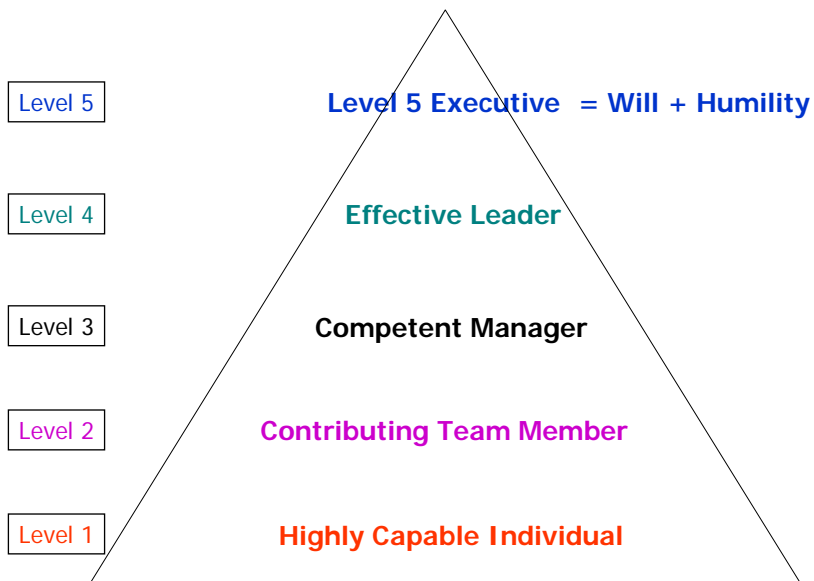 Level 5 Level 5 Executive = Will + Humility
Level 4 Effective Leader
Level 3 Competent Manager
Level 2 Contributing Team Member
Level 1 Highly Capable Individual